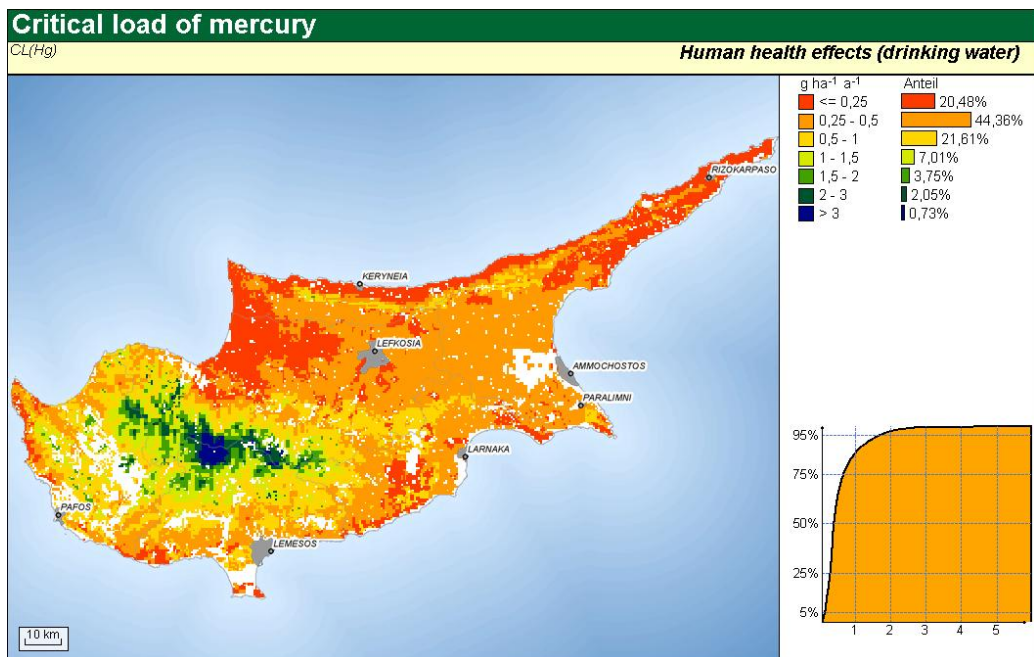 Critical load of mercury
CL(Hg)
Human health effects (drinking water)
g ha⁻¹ a⁻¹ Anteil
<= 0,25 20,48%
0,25 - 0,5 44,36%
0,5 - 1 21,61%
1 - 1,5 7,01%
1,5 - 2 3,75%
2 - 3 2,05%
> 3 0,73%
RIZOKARPASO
KERYNEIA
LEFKOSIA
AMMOCHOSTOS
PARALIMNI
LARNAKA
PAFOS
LEMESOS
10 km
95%
75%
50%
25%
5%
1 2 3 4 5